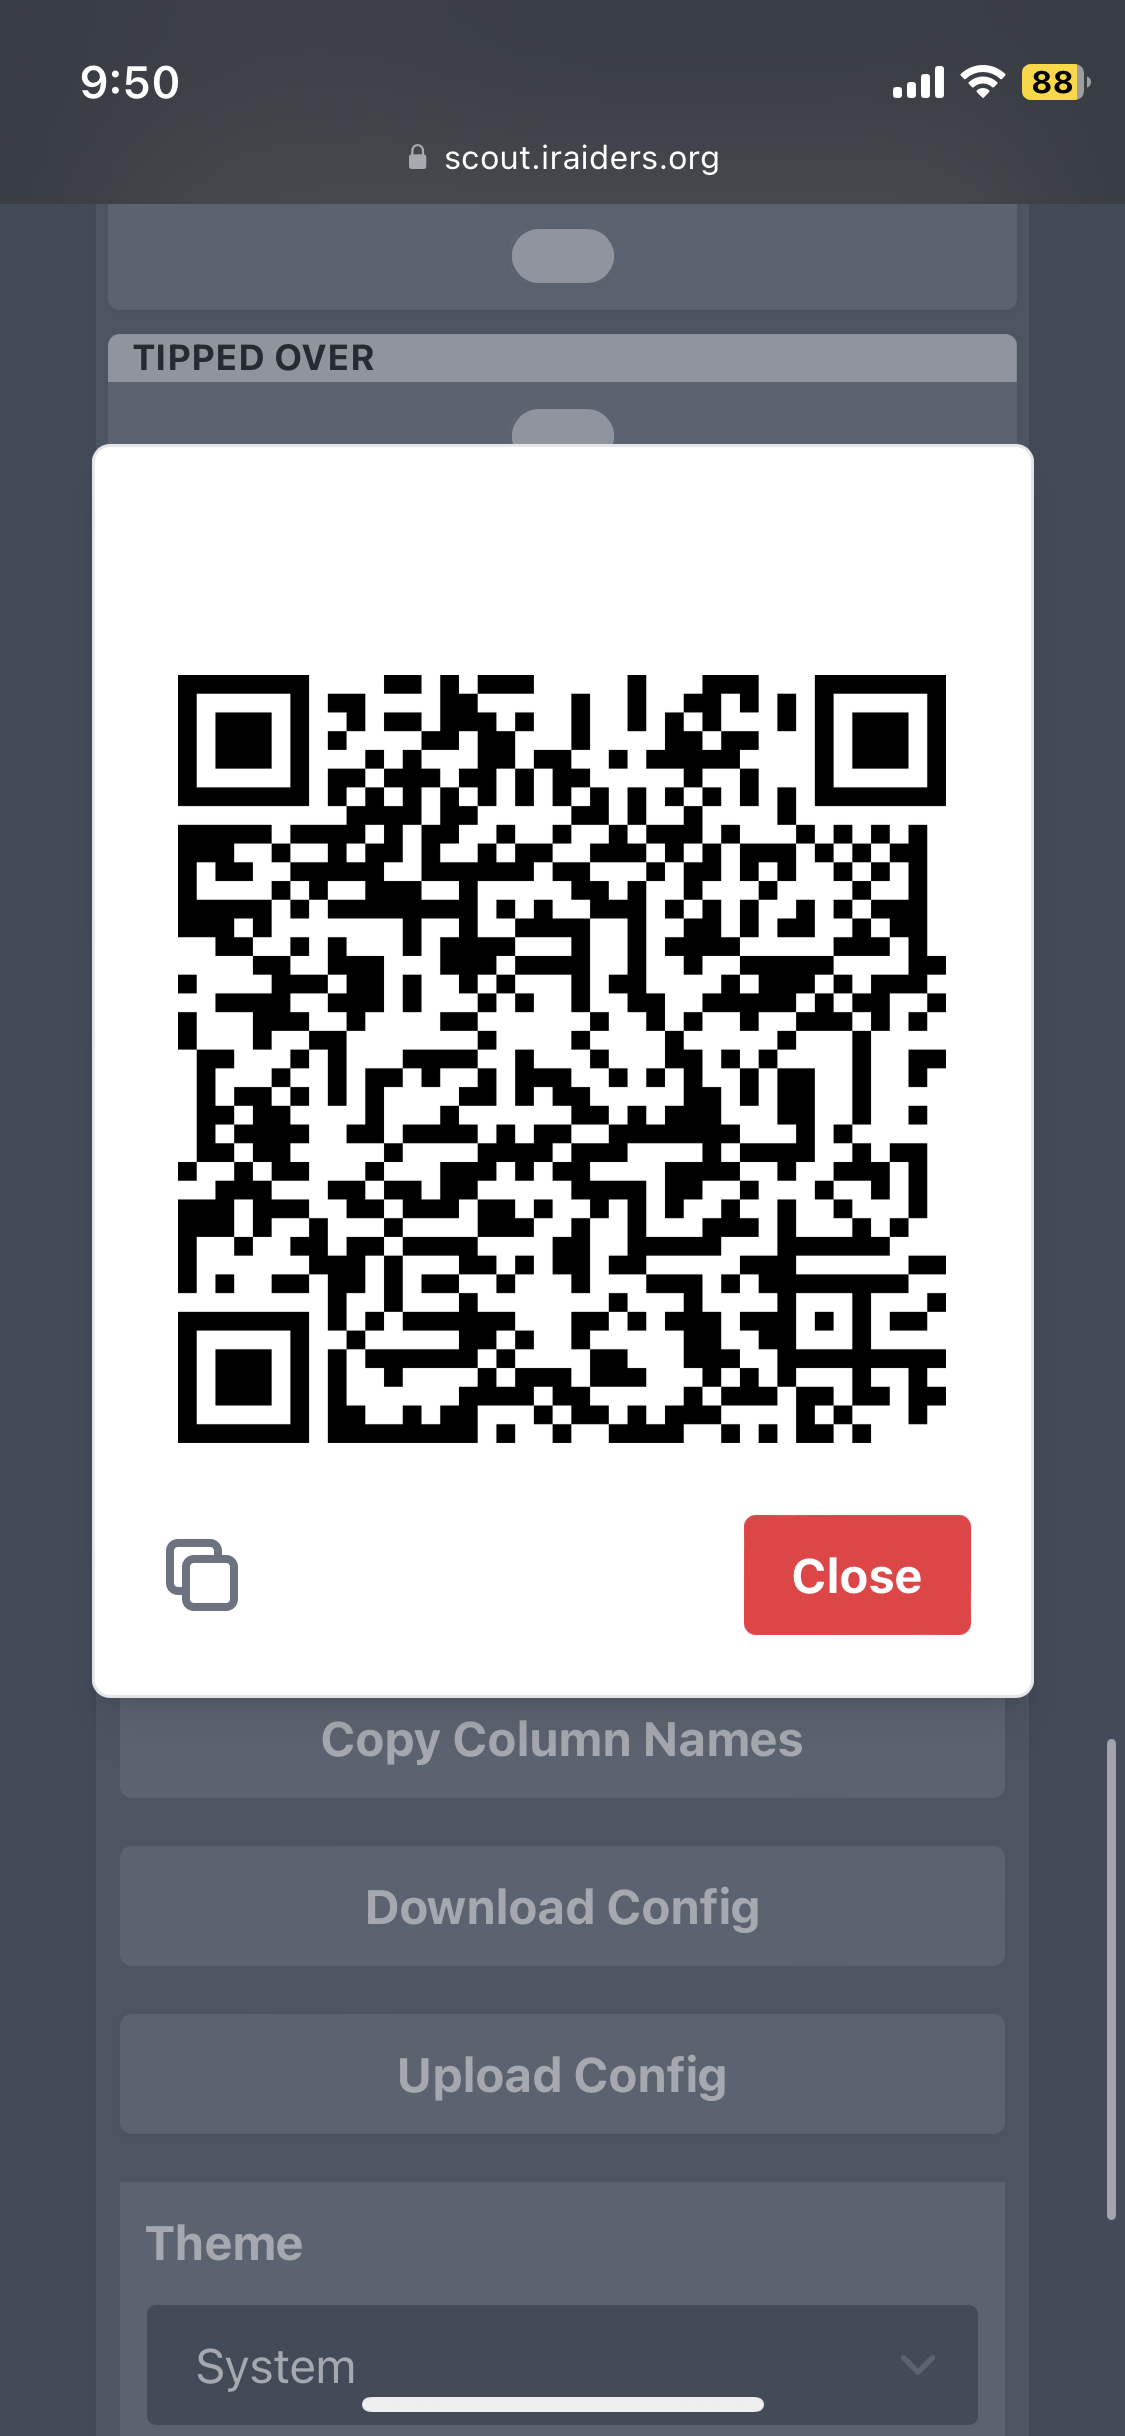 9:50
88
scout.iraiders.org
TIPPED OVER
Close
Copy Column Names
Download Config
Upload Config
Theme
System